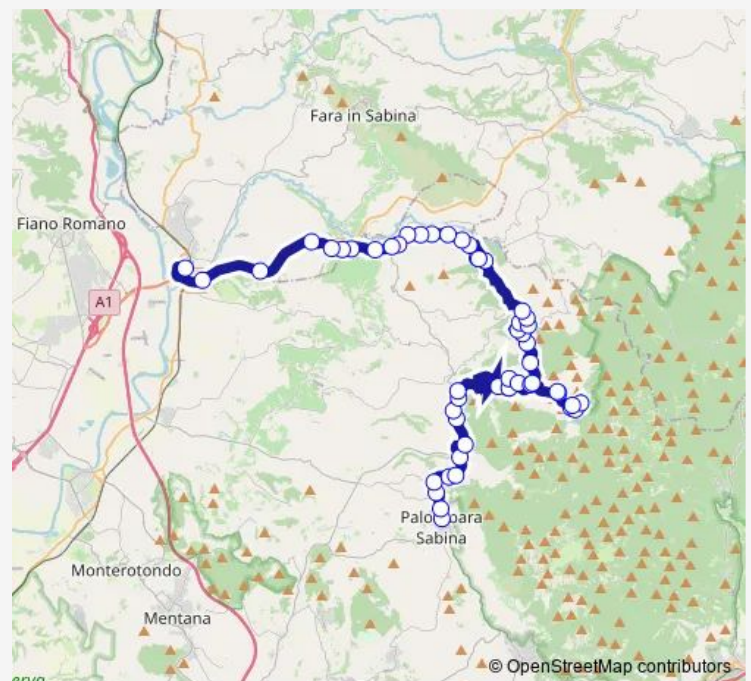 Fara in Sabina
Fiano Romano
A1
Palombara
Sabina
Monterotondo
Mentana
© OpenStreetMap contributors